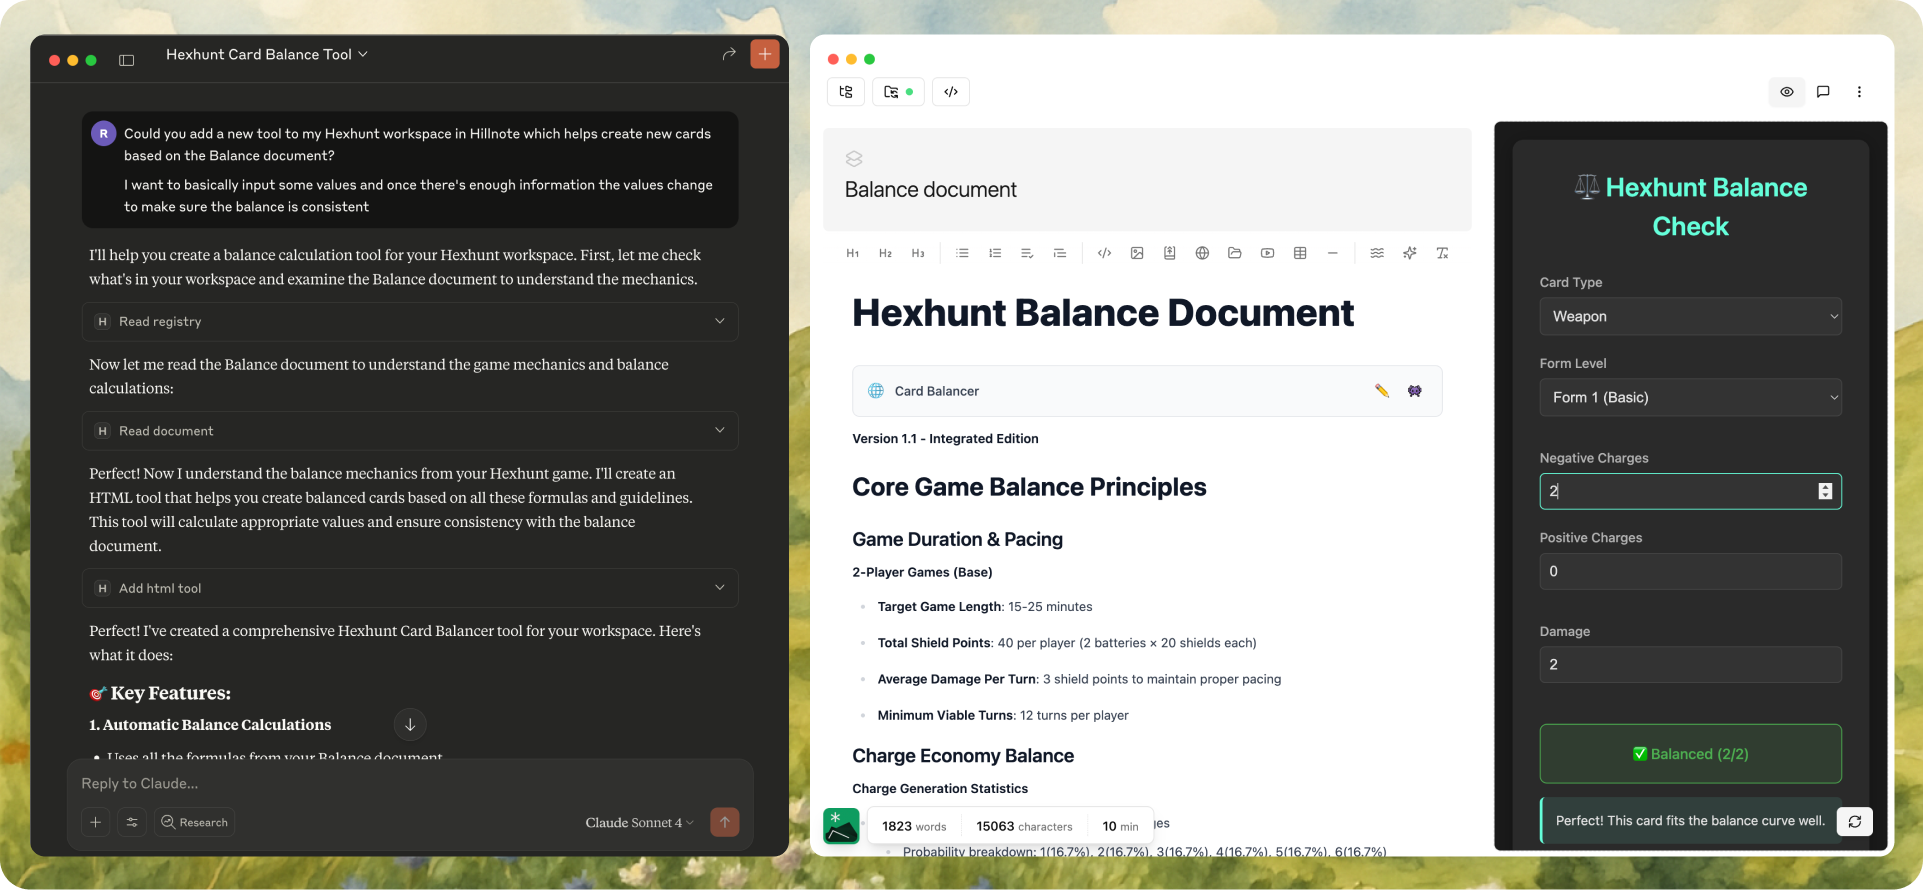 Hexhunt Card Balance Tool
R
Could you add a new tool to my Hexhunt workspace in Hillnote which helps create new cards
based on the Balance document?
I want to basically input some values and once there's enough information the values change
to make sure the balance is consistent
I'll help you create a balance calculation tool for your Hexhunt workspace. First, let me check
what's in your workspace and examine the Balance document to understand the mechanics.
H Read registry
Now let me read the Balance document to understand the game mechanics and balance
calculations:
H Read document
Perfect! Now I understand the balance mechanics from your Hexhunt game. I'll create an
HTML tool that helps you create balanced cards based on all these formulas and guidelines.
This tool will calculate appropriate values and ensure consistency with the balance
document.
H Add html tool
Perfect! I've created a comprehensive Hexhunt Card Balancer tool for your workspace. Here's
what it does:
🎯 Key Features:
1. Automatic Balance Calculations
• Uses all the formulas from your Balance document
Reply to Claude...
Research
Claude Sonnet 4
Balance document
H1 H2 H3
Hexhunt Balance Document
Card Balancer
Version 1.1 - Integrated Edition
Core Game Balance Principles
Game Duration & Pacing
2-Player Games (Base)
• Target Game Length: 15-25 minutes
• Total Shield Points: 40 per player (2 batteries × 20 shields each)
• Average Damage Per Turn: 3 shield points to maintain proper pacing
• Minimum Viable Turns: 12 turns per player
Charge Economy Balance
Charge Generation Statistics
1823 words 15063 characters 10 min
Probability breakdown: 1(16.7%), 2(16.7%), 3(16.7%), 4(16.7%), 5(16.7%), 6(16.7%)
⚖️ Hexhunt Balance
Check
Card Type
Weapon
Form Level
Form 1 (Basic)
Negative Charges
2
Positive Charges
0
Damage
2
✅ Balanced (2/2)
Perfect! This card fits the balance curve well.